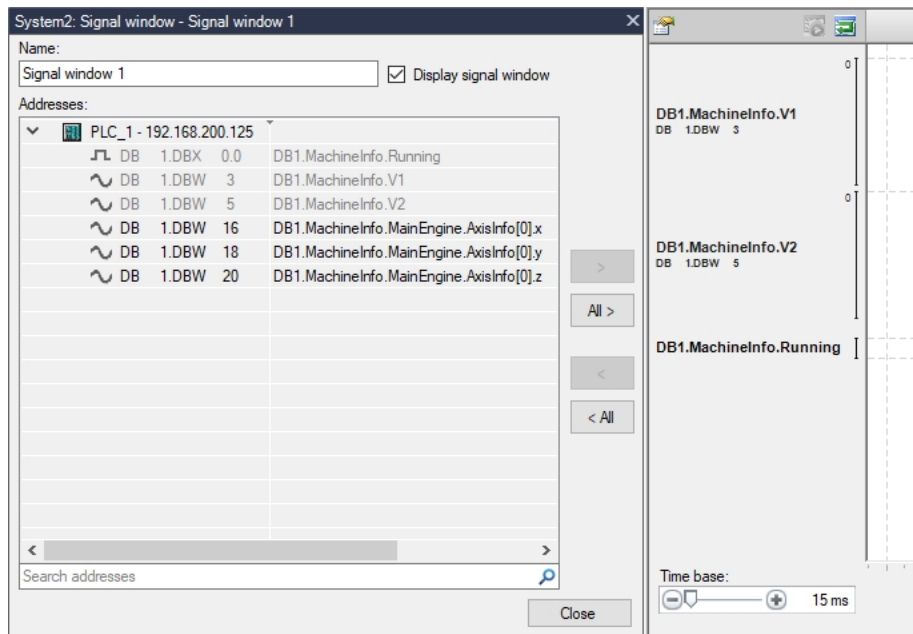 System2: Signal window - Signal window 1
Name:
Signal window 1
Display signal window
Addresses:
PLC_1 - 192.168.200.125
DB 1.DBX 0.0 DB1.MachineInfo.Running
DB 1.DBW 3 DB1.MachineInfo.V1
DB 1.DBW 5 DB1.MachineInfo.V2
DB 1.DBW 16 DB1.MachineInfo.MainEngine.AxisInfo[0].x
DB 1.DBW 18 DB1.MachineInfo.MainEngine.AxisInfo[0].y
DB 1.DBW 20 DB1.MachineInfo.MainEngine.AxisInfo[0].z
>
All >
<
< All
Search addresses
Close
0
DB1.MachineInfo.V1
DB 1.DBW 3
0
DB1.MachineInfo.V2
DB 1.DBW 5
DB1.MachineInfo.Running
Time base:
15 ms